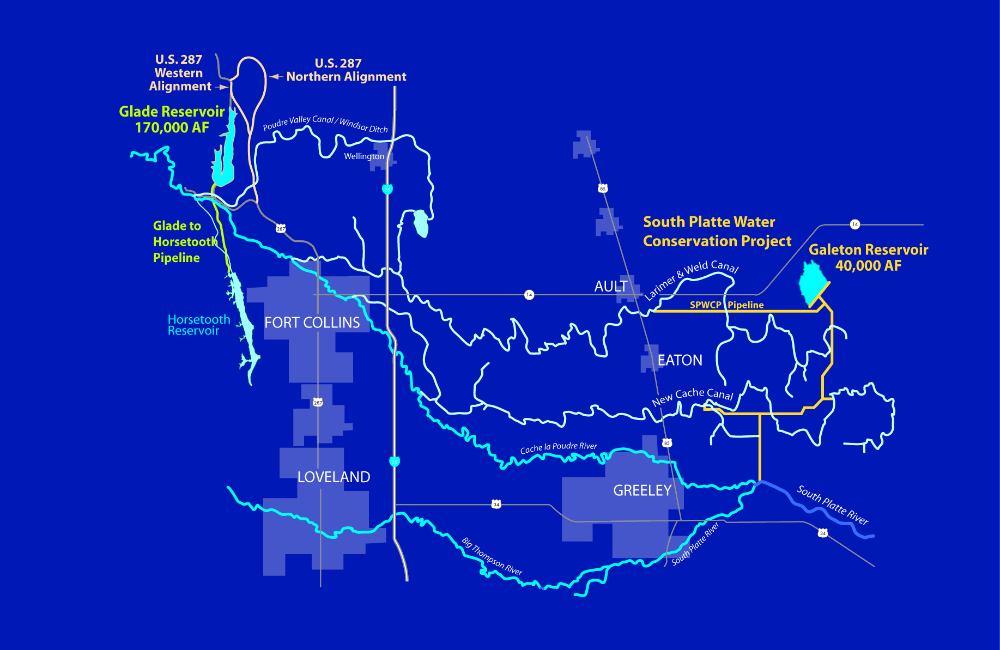 U.S. 287
Western
Alignment
U.S. 287
Northern Alignment
Glade Reservoir
170,000 AF
Poudre Valley Canal / Windsor Ditch
Wellington
25
85
287
Glade to
Horsetooth
Pipeline
South Platte Water
Conservation Project
14
Galeton Reservoir
40,000 AF
Larimer & Weld Canal
AULT
14
SPWCP Pipeline
Horsetooth
Reservoir
FORT COLLINS
EATON
New Cache Canal
287
85
Cache la Poudre River
25
LOVELAND
GREELEY
34
South Platte River
34
South Platte River
Big Thompson River